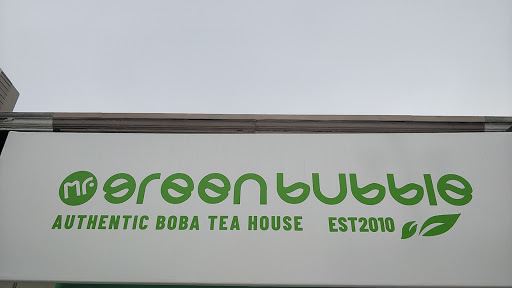 mr. green bubble
AUTHENTIC BOBA TEA HOUSE EST2010